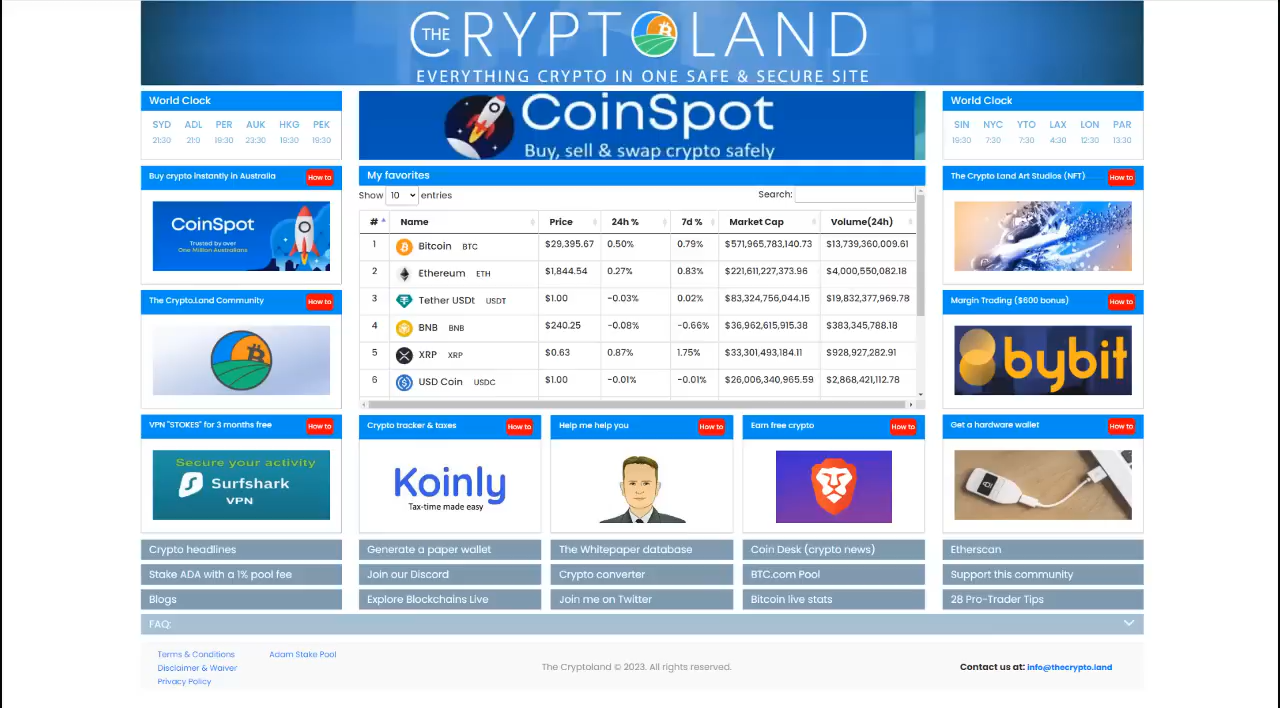 THE CRYPTOLAND
EVERYTHING CRYPTO IN ONE SAFE & SECURE SITE
World Clock
SYD ADL PER AUK HKG PEK
21:30 21:0 19:30 23:30 19:30 19:30
CoinSpot
Buy, sell & swap crypto safely
World Clock
SIN NYC YTO LAX LON PAR
19:30 7:30 7:30 4:30 12:30 13:30
Buy crypto instantly in Australia How to
CoinSpot
Trusted by over
One Million Australians
The Crypto.Land Community How to
My favorites
Show 10 entries Search:
# Name Price 24h % 7d % Market Cap Volume(24h)
1 Bitcoin BTC $29,395.67 0.50% 0.79% $571,965,783,140.73 $13,739,360,009.61
2 Ethereum ETH $1,844.54 0.27% 0.83% $221,611,227,373.96 $4,000,550,082.18
3 Tether USDt USDT $1.00 -0.03% 0.02% $83,324,756,044.15 $19,832,377,969.78
4 BNB BNB $240.25 -0.08% -0.66% $36,962,615,915.38 $383,345,788.18
5 XRP XRP $0.63 0.87% 1.75% $33,301,493,184.11 $928,927,282.91
6 USD Coin USDC $1.00 -0.01% -0.01% $26,006,340,965.59 $2,868,421,112.78
The Crypto Land Art Studios (NFT) How to
Margin Trading ($600 bonus) How to
bybit
VPN "STOKES" for 3 months free How to
Secure your activity
Surfshark
VPN
Crypto tracker & taxes How to
Koinly
Tax-time made easy
Help me help you How to
Earn free crypto How to
Get a hardware wallet How to
Crypto headlines Generate a paper wallet The Whitepaper database Coin Desk (crypto news) Etherscan
Stake ADA with a 1% pool fee Join our Discord Crypto converter BTC.com Pool Support this community
Blogs Explore Blockchains Live Join me on Twitter Bitcoin live stats 28 Pro-Trader Tips
FAQ:
Terms & Conditions Adam Stake Pool
Disclaimer & Waiver
Privacy Policy
The Cryptoland © 2023. All rights reserved.
Contact us at: info@thecrypto.land